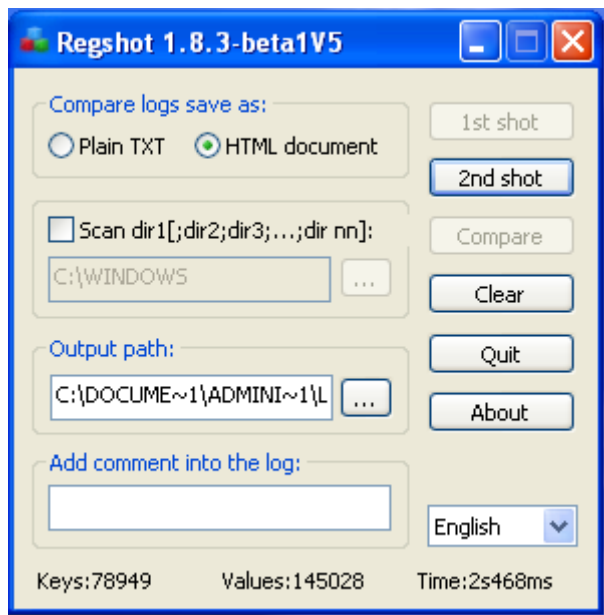 Regshot 1.8.3-beta1V5
Compare logs save as:
Plain TXT HTML document
1st shot
2nd shot
Scan dir1[;dir2;dir3;...;dir nn]:
C:\WINDOWS ...
Compare
Clear
Output path:
C:\DOCUME~1\ADMINI~1\L ...
Quit
About
Add comment into the log:
English
Keys:78949 Values:145028 Time:2s468ms